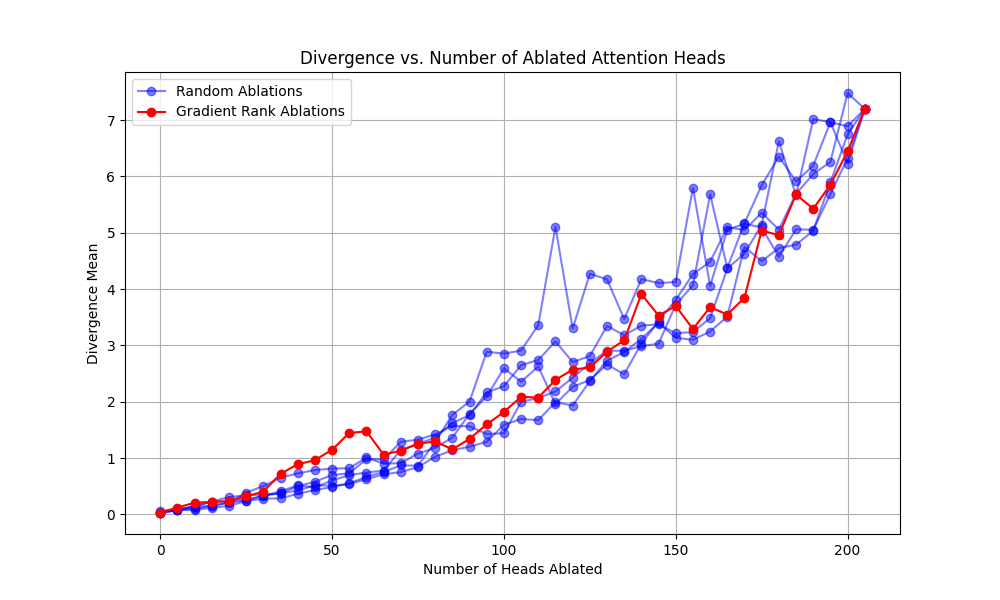 Divergence vs. Number of Ablated Attention Heads
Random Ablations
Gradient Rank Ablations
Divergence Mean
7
6
5
4
3
2
1
0
0 50 100 150 200
Number of Heads Ablated